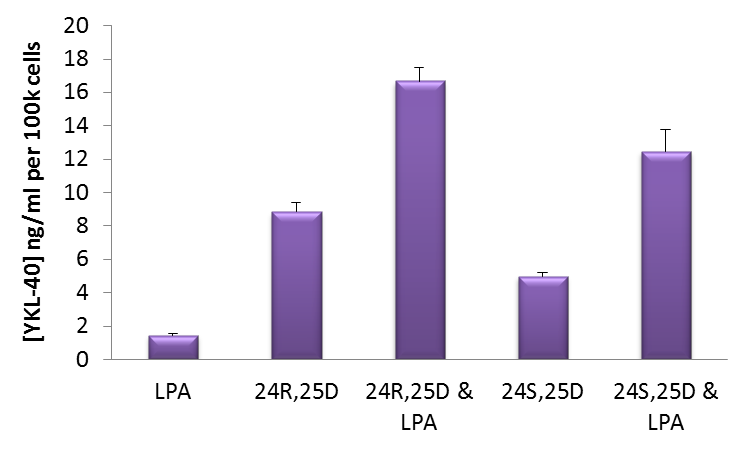 [YKL-40] ng/ml per 100k cells
20
18
16
14
12
10
8
6
4
2
0
LPA
24R,25D
24R,25D &
LPA
24S,25D
24S,25D &
LPA